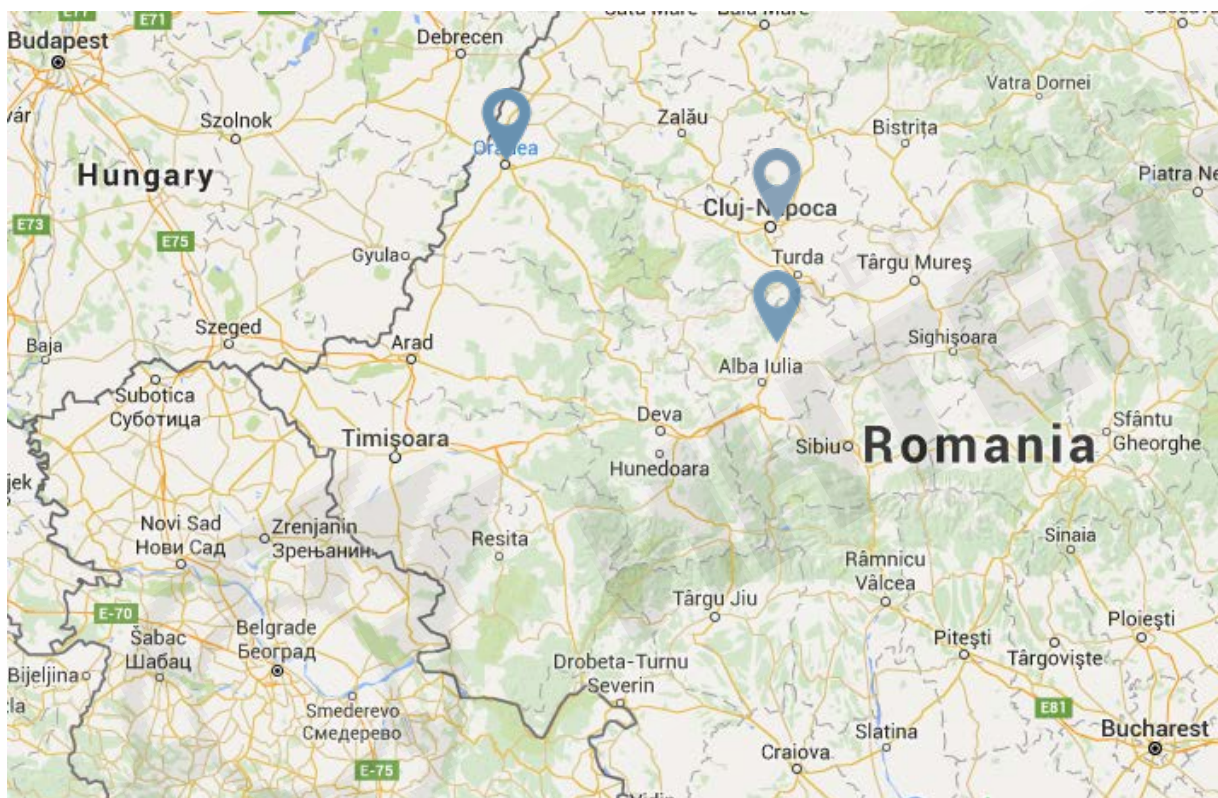 E71
Budapest
Debrecen
Vatra Dornei
vár
Szolnok
Zalău
Bistrița
Oradea
Hungary
Piatra Ne
Cluj-Napoca
E73
E75
Gyula
Turda
Târgu Mureș
Szeged
Baja
Arad
Sighișoara
Alba Iulia
Subotica
Суботица
Deva
Sfântu
Gheorghe
Timișoara
Sibiu
Romania
Hunedoara
jek
Novi Sad
Нови Сад
Zrenjanin
Зрењанин
Resita
Sinaia
Râmnicu
Vâlcea
E-70
Târgu Jiu
Šabac
Шабац
Belgrade
Београд
Ploiești
Pitești
Târgoviște
Bijeljina
Drobeta-Turnu
Severin
la
Smederevo
Смедерево
E81
Slatina
Bucharest
Craiova
E-75
Vidin